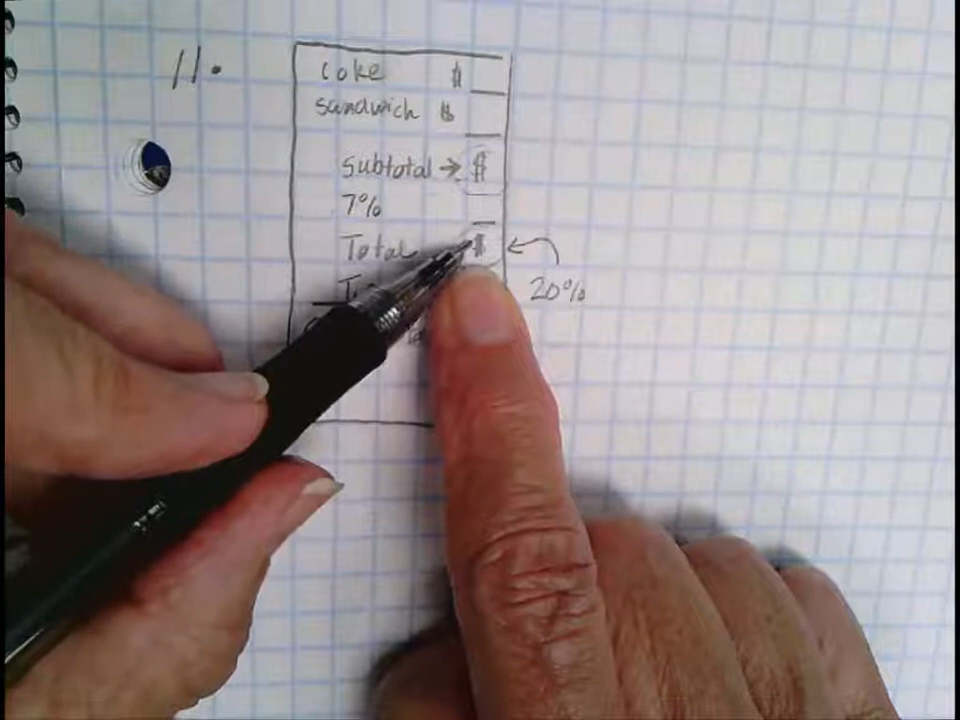 11.
coke $
sandwich $
subtotal → $
7%
Total $
20%